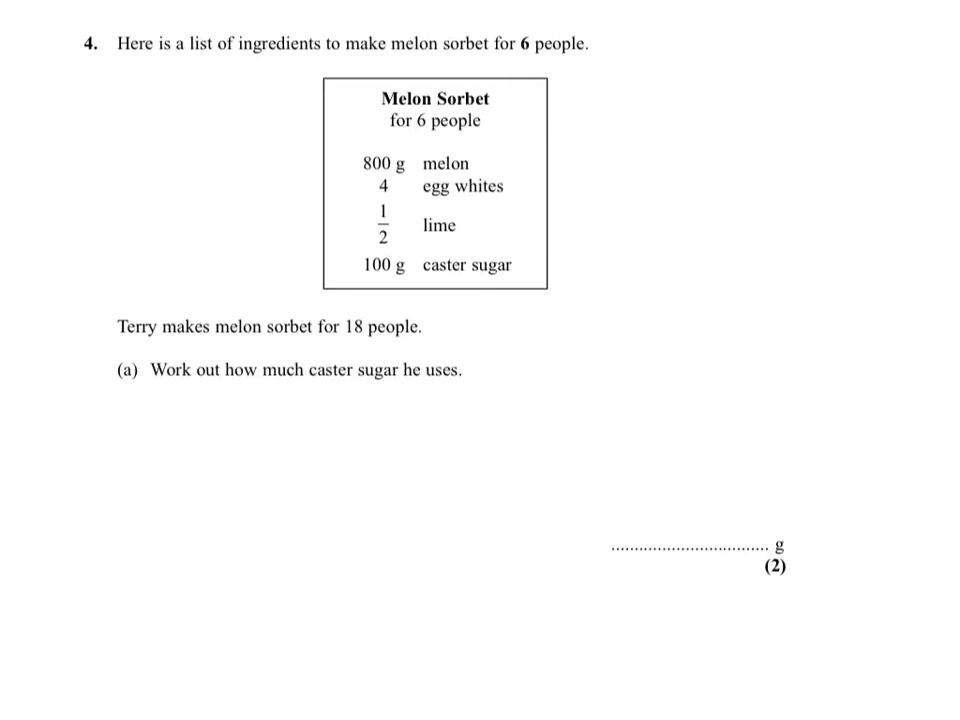 4. Here is a list of ingredients to make melon sorbet for 6 people.
Melon Sorbet
for 6 people
800 g melon
4 egg whites
1/2 lime
100 g caster sugar
Terry makes melon sorbet for 18 people.
(a) Work out how much caster sugar he uses.
.................................. g
(2)